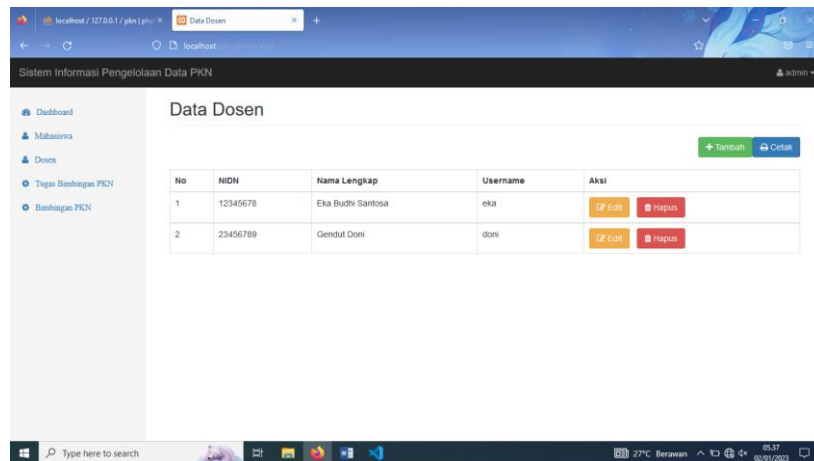 localhost / 127.0.0.1 / pkn | php
Data Dosen
localhost
Sistem Informasi Pengelolaan Data PKN
admin
Dashboard
Mahasiswa
Dosen
Tugas Bimbingan PKN
Bimbingan PKN
Data Dosen
Tambah Cetak
No NIDN Nama Lengkap Username Aksi
1 12345678 Eka Budhi Santosa eka Edit Hapus
2 23456789 Gendut Doni doni Edit Hapus
Type here to search
27°C Berawan
05.37
02/01/2023